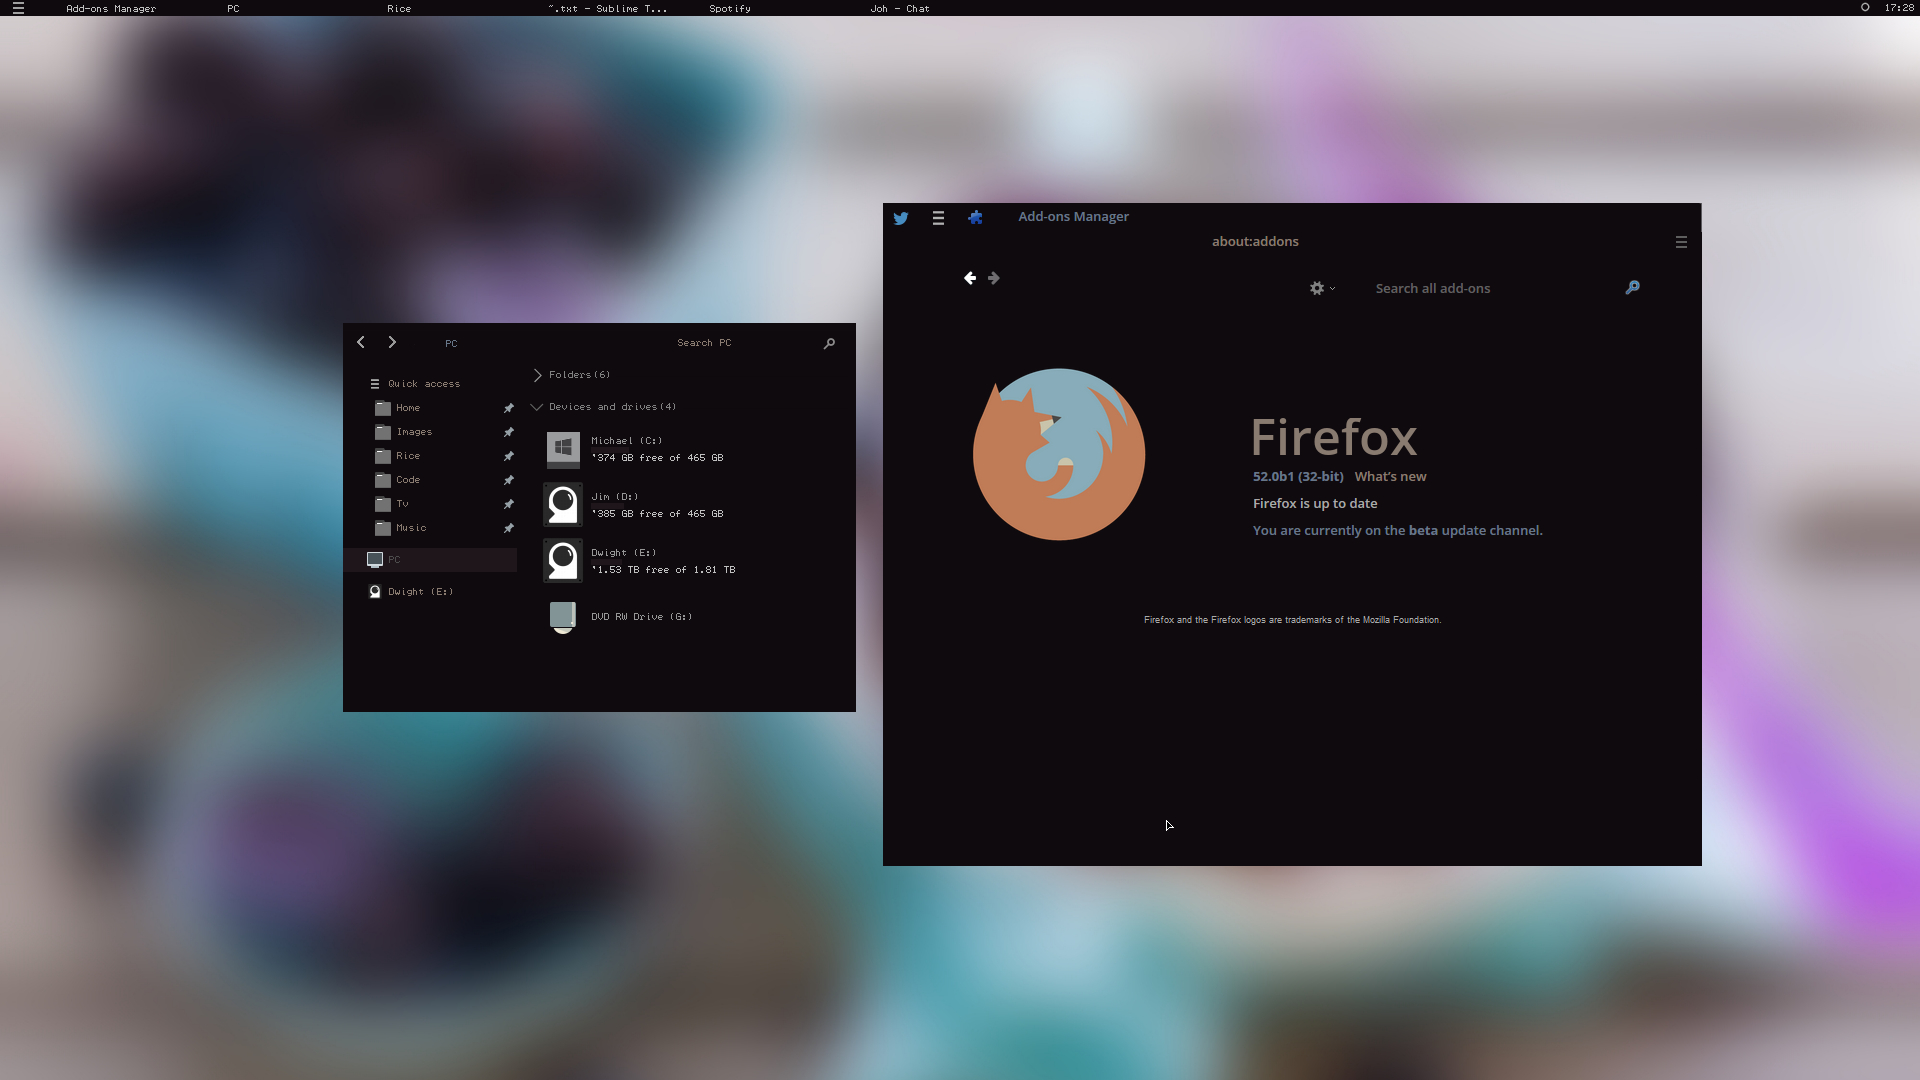 Add-ons Manager PC Rice ~.txt - Sublime T... Spotify Joh - Chat 17:28
Add-ons Manager
about:addons
Search all add-ons
Firefox
52.0b1 (32-bit) What's new
Firefox is up to date
You are currently on the beta update channel.
Firefox and the Firefox logos are trademarks of the Mozilla Foundation.
PC Search PC
Quick access
Home
Images
Rice
Code
Tv
Music
PC
Dwight (E:)
Folders(6)
Devices and drives(4)
Michael (C:)
'374 GB free of 465 GB
Jim (D:)
'385 GB free of 465 GB
Dwight (E:)
'1.53 TB free of 1.81 TB
DVD RW Drive (G:)